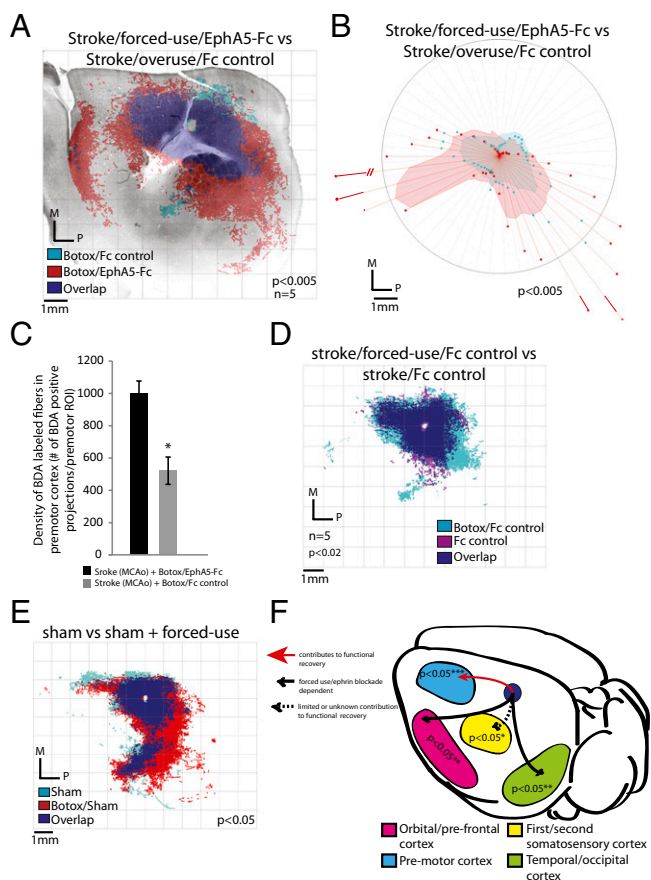 A
Stroke/forced-use/EphA5-Fc vs
Stroke/overuse/Fc control
M
P
Botox/Fc control
Botox/EphA5-Fc
Overlap
1mm
p<0.005
n=5
B
Stroke/forced-use/EphA5-Fc vs
Stroke/overuse/Fc control
M
P
1mm
p<0.005
C
Density of BDA labeled fibers in
premotor cortex (# of BDA positive
projections/premotor ROI)
1200
1000
800
600
400
200
0
*
Sroke (MCAo) + Botox/EphA5-Fc
Stroke (MCAo) + Botox/Fc control
D
stroke/forced-use/Fc control vs
stroke/Fc control
M
P
n=5
p<0.02
1mm
Botox/Fc control
Fc control
Overlap
E
sham vs sham + forced-use
M
P
Sham
Botox/Sham
Overlap
1mm
p<0.05
contributes to functional
recovery
forced use/ephrin blockade
dependent
limited or unknown contribution
to functional recovery
F
p<0.05***
p<0.05*
p<0.05**
p<0.05**
Orbital/pre-frontal
cortex
Pre-motor cortex
First/second
somatosensory cortex
Temporal/occipital
cortex